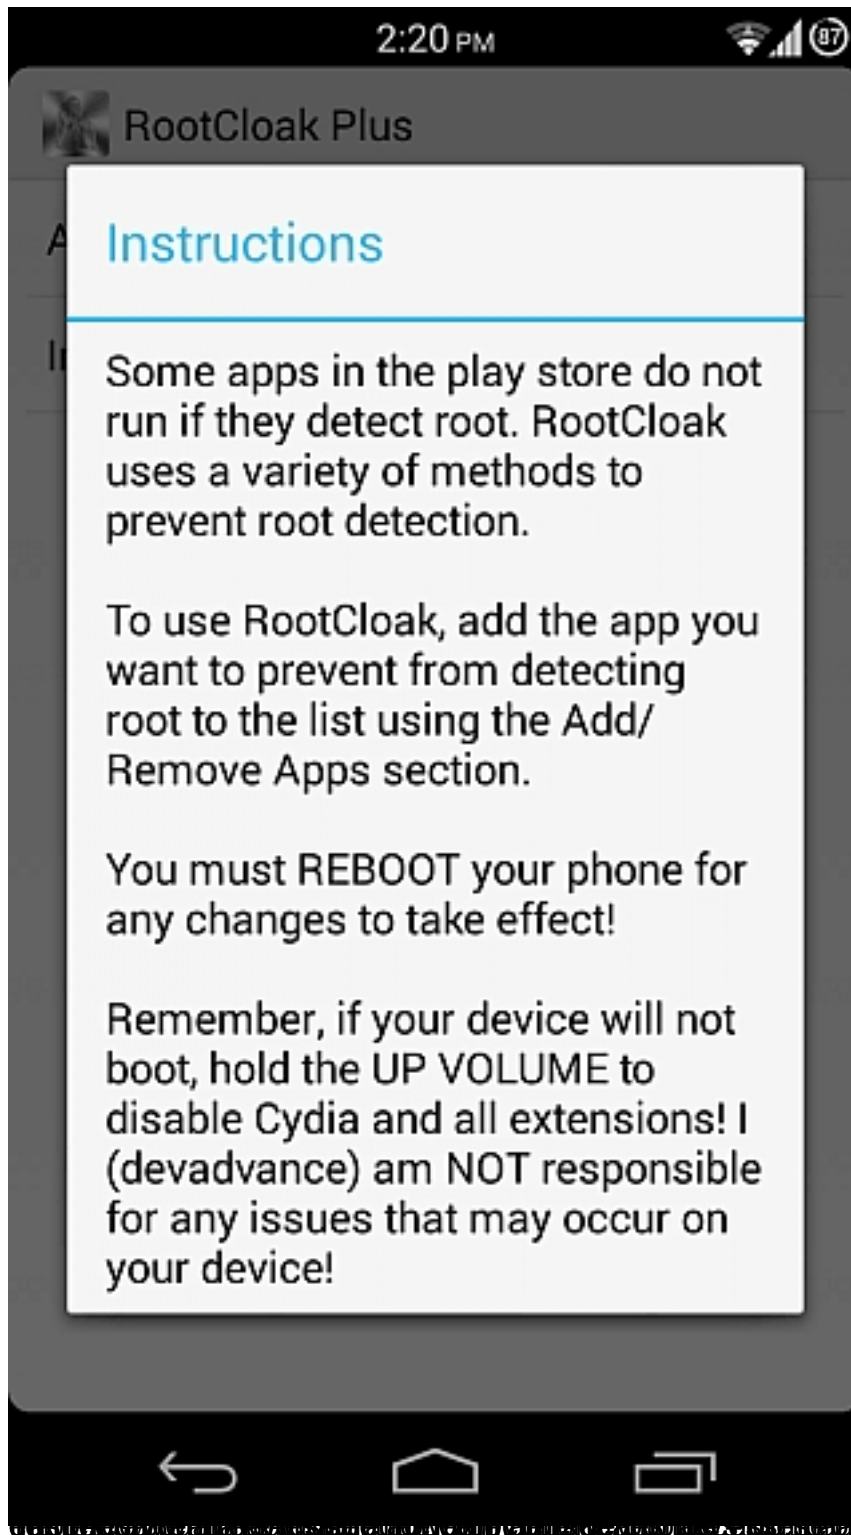 2:20 PM
87
RootCloak Plus
A
Instructions
Some apps in the play store do not
run if they detect root. RootCloak
uses a variety of methods to
prevent root detection.
To use RootCloak, add the app you
want to prevent from detecting
root to the list using the Add/
Remove Apps section.
You must REBOOT your phone for
any changes to take effect!
Remember, if your device will not
boot, hold the UP VOLUME to
disable Cydia and all extensions! I
(devadvance) am NOT responsible
for any issues that may occur on
your device!